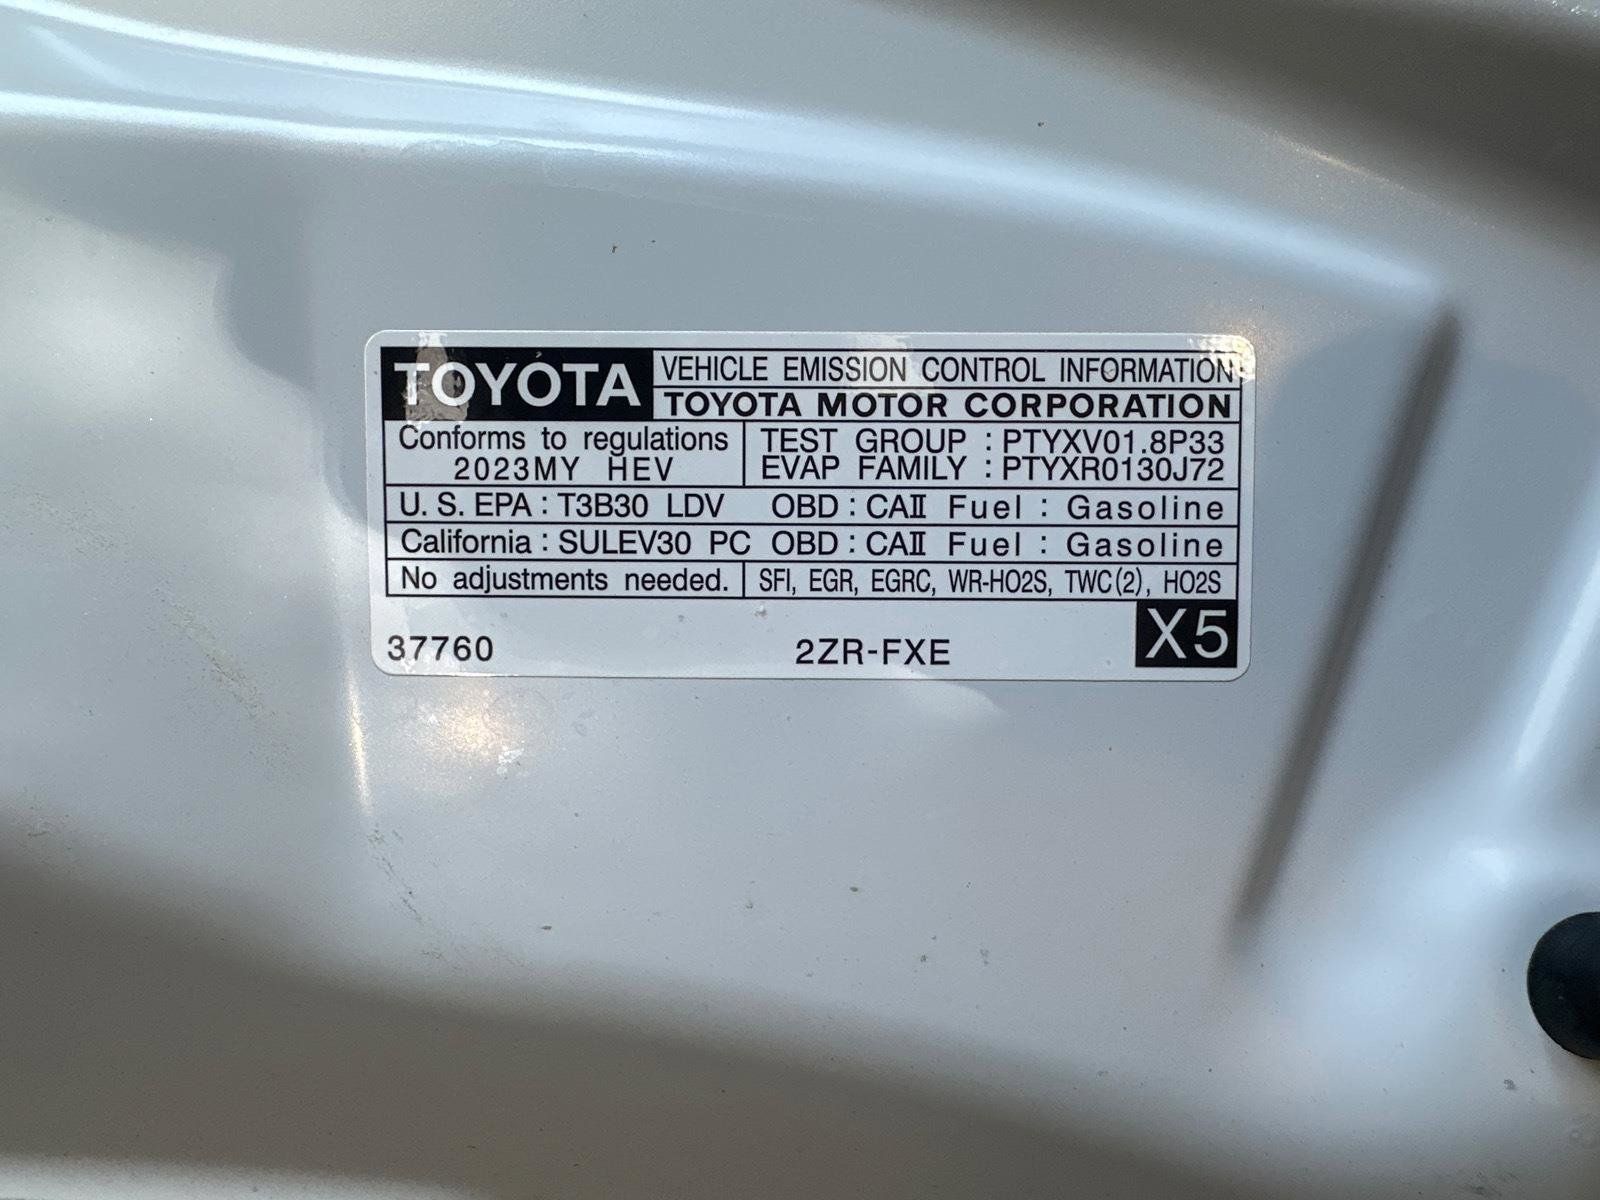 TOYOTA VEHICLE EMISSION CONTROL INFORMATION
TOYOTA MOTOR CORPORATION
Conforms to regulations
2023MY HEV
TEST GROUP : PTYXV01.8P33
EVAP FAMILY : PTYXR0130J72
U. S. EPA : T3B30 LDV OBD : CAⅡ Fuel : Gasoline
California : SULEV30 PC OBD : CAⅡ Fuel : Gasoline
No adjustments needed. SFI, EGR, EGRC, WR-HO2S, TWC(2), HO2S
37760 2ZR-FXE X5